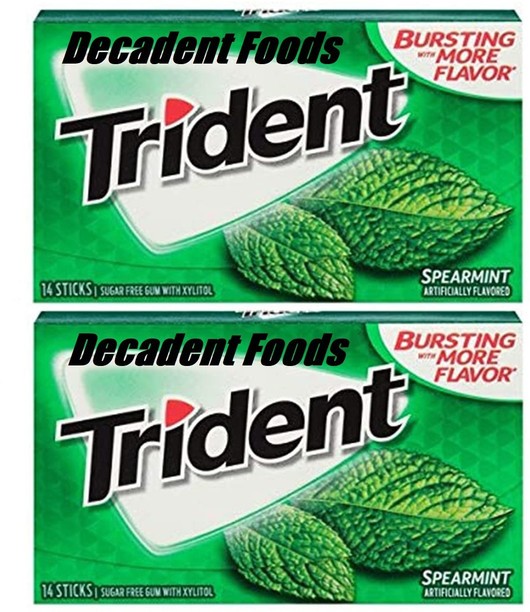 Decadent Foods
BURSTING
WITH MORE
FLAVOR*
Trident
SPEARMINT
ARTIFICIALLY FLAVORED
14 STICKS | SUGAR FREE GUM WITH XYLITOL
Decadent Foods
BURSTING
WITH MORE
FLAVOR*
Trident
SPEARMINT
ARTIFICIALLY FLAVORED
14 STICKS | SUGAR FREE GUM WITH XYLITOL